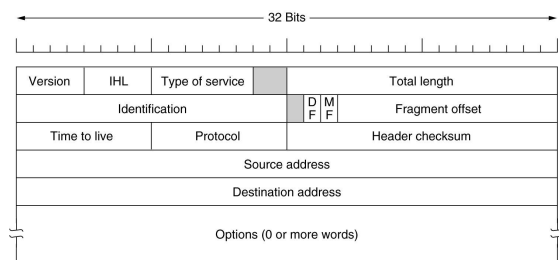 32 Bits
Version IHL Type of service Total length
Identification D F M F Fragment offset
Time to live Protocol Header checksum
Source address
Destination address
Options (0 or more words)